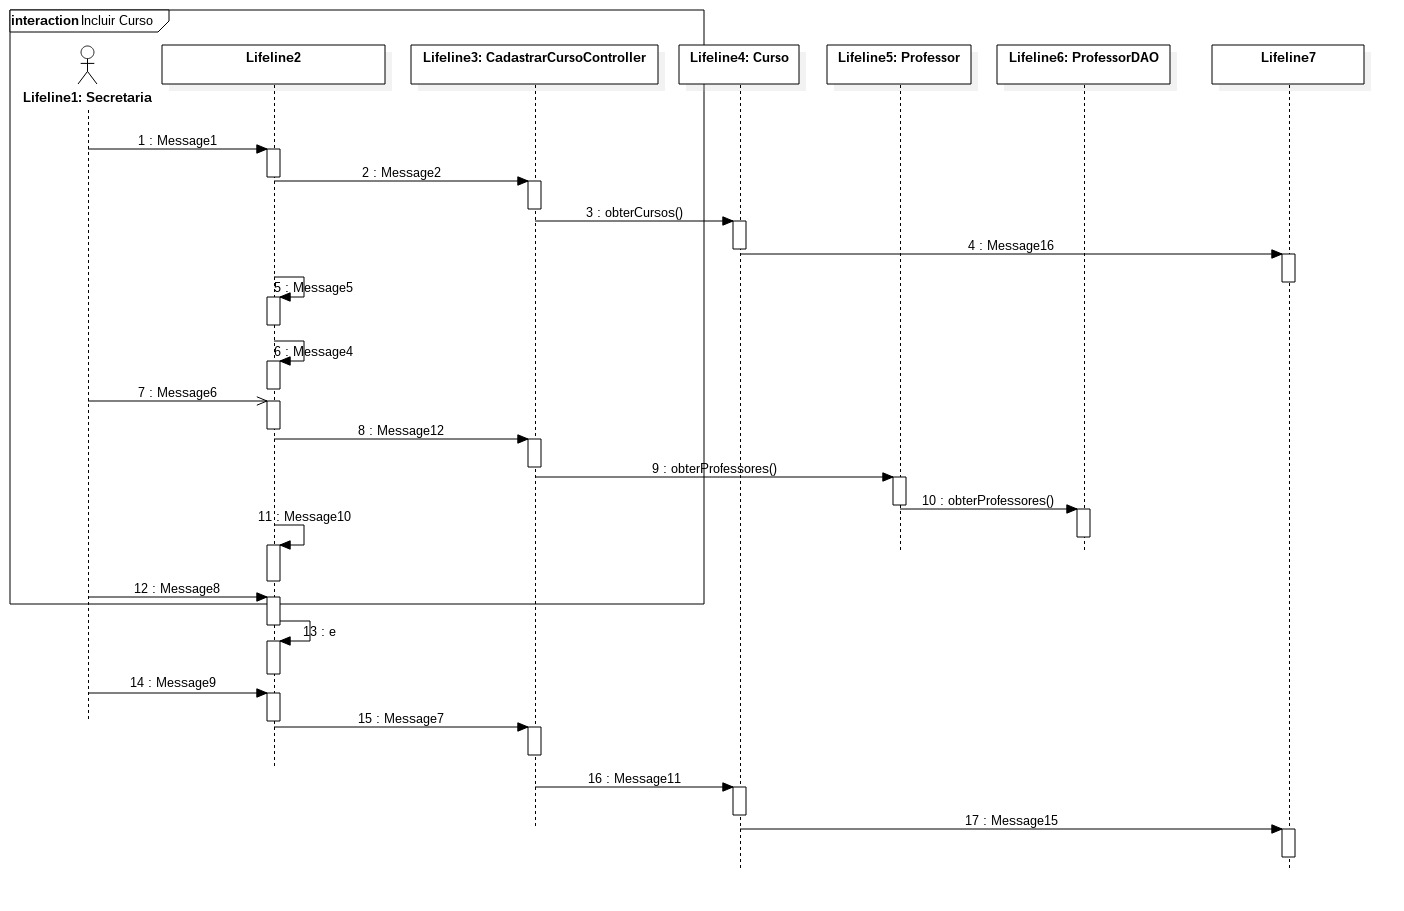 interaction Incluir Curso
Lifeline1: Secretaria
Lifeline2
Lifeline3: CadastrarCursoController
Lifeline4: Curso
Lifeline5: Professor
Lifeline6: ProfessorDAO
Lifeline7
1 : Message1
2 : Message2
3 : obterCursos()
4 : Message16
5 : Message5
6 : Message4
7 : Message6
8 : Message12
9 : obterProfessores()
10 : obterProfessores()
11 : Message10
12 : Message8
13 : e
14 : Message9
15 : Message7
16 : Message11
17 : Message15